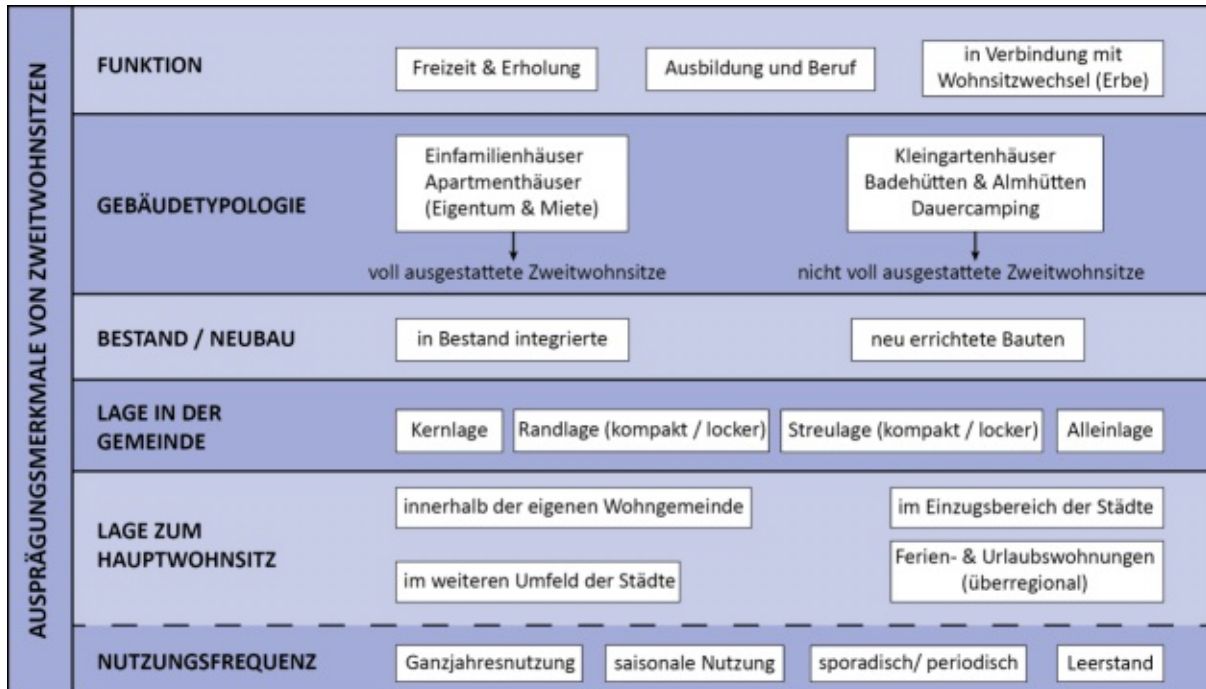 AUSPRÄGUNGSMERKMALE VON ZWEITWOHNSITZEN
FUNKTION
Freizeit & Erholung
Ausbildung und Beruf
in Verbindung mit
Wohnsitzwechsel (Erbe)
GEBÄUDETYPOLOGIE
Einfamilienhäuser
Apartmenthäuser
(Eigentum & Miete)
voll ausgestattete Zweitwohnsitze
Kleingartenhäuser
Badehütten & Almhütten
Dauercamping
nicht voll ausgestattete Zweitwohnsitze
BESTAND / NEUBAU
in Bestand integrierte
neu errichtete Bauten
LAGE IN DER
GEMEINDE
Kernlage
Randlage (kompakt / locker)
Streulage (kompakt / locker)
Alleinlage
LAGE ZUM
HAUPTWOHNSITZ
innerhalb der eigenen Wohngemeinde
im Einzugsbereich der Städte
im weiteren Umfeld der Städte
Ferien- & Urlaubswohnungen
(überregional)
NUTZUNGSFREQUENZ
Ganzjahresnutzung
saisonale Nutzung
sporadisch/ periodisch
Leerstand